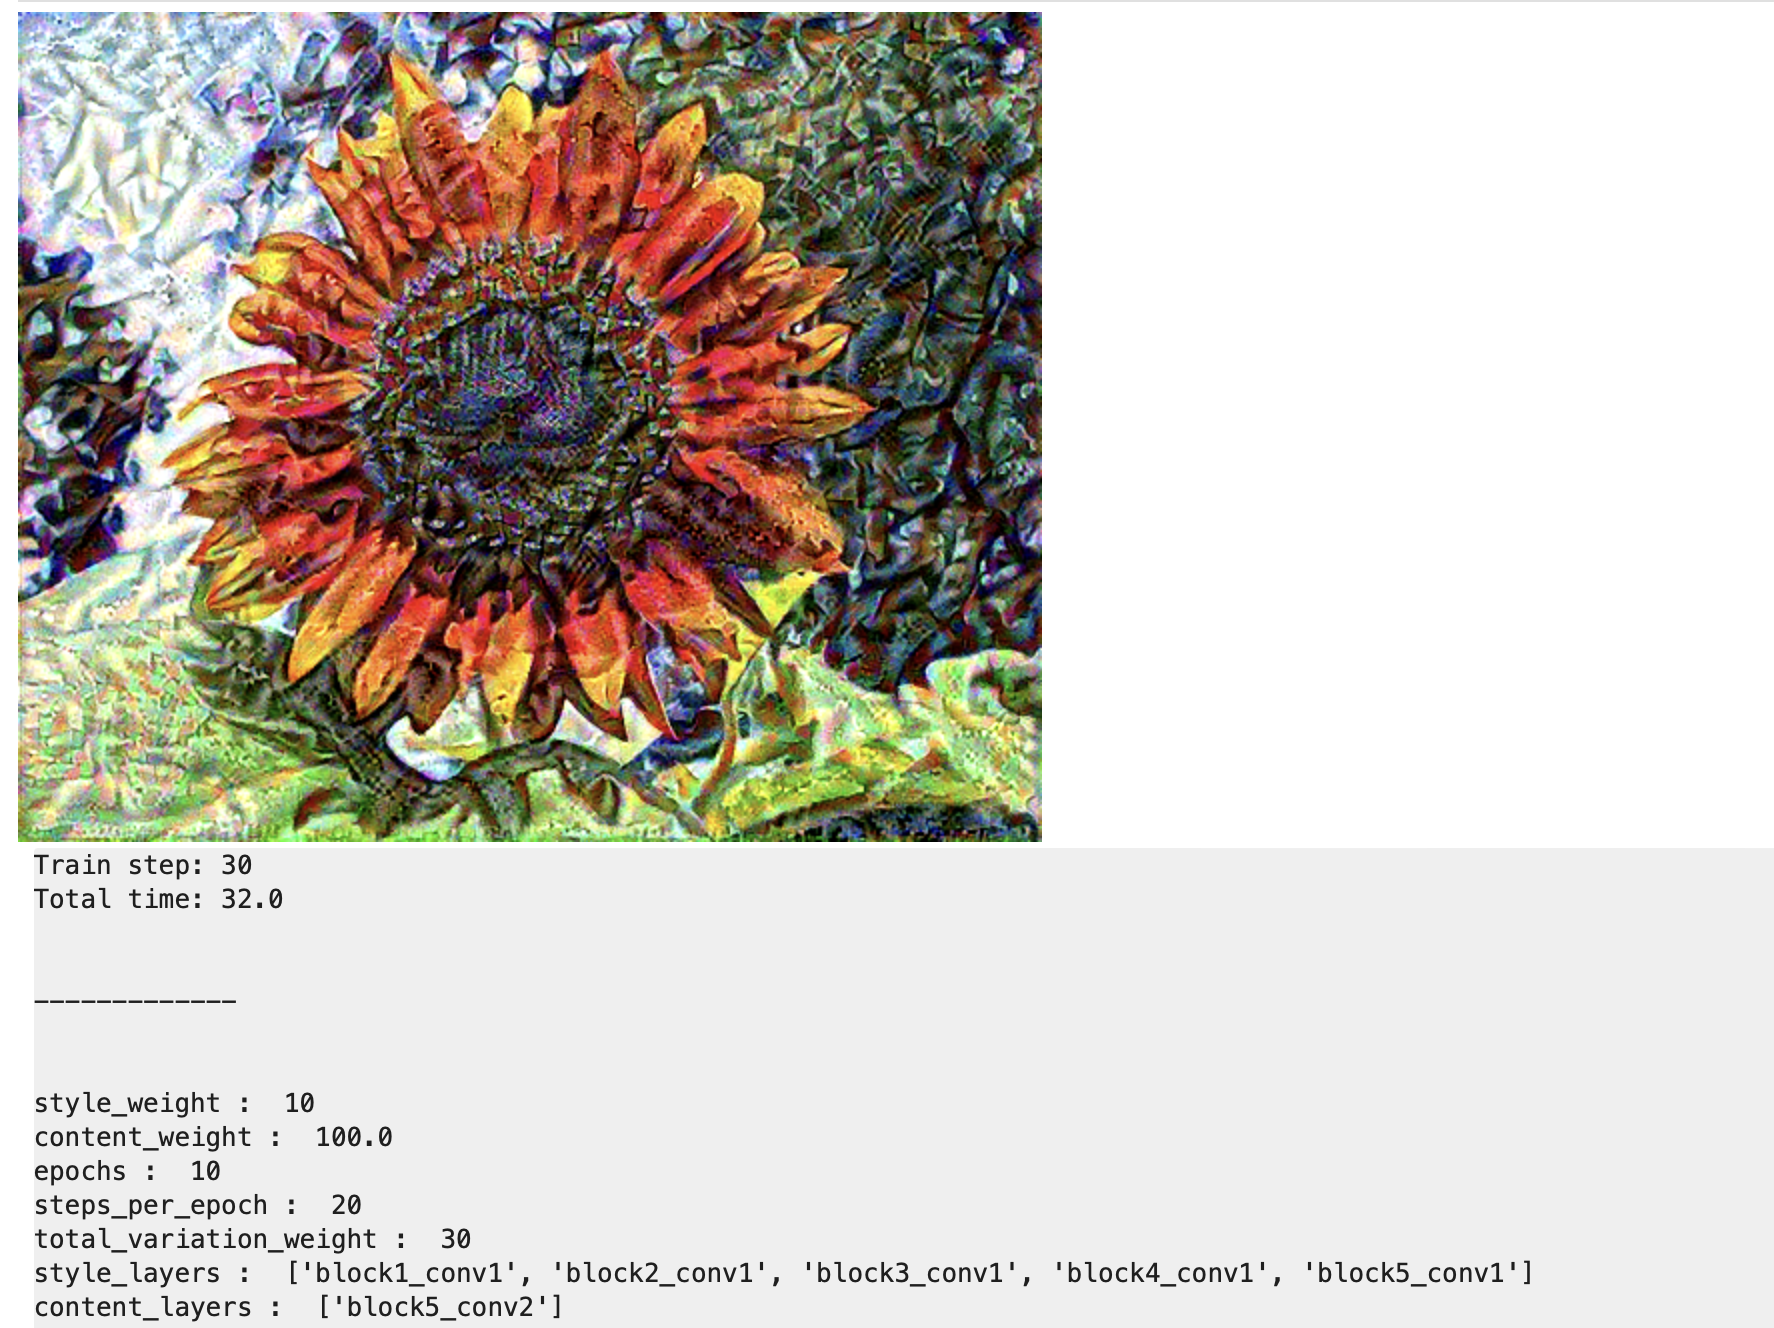 Train step: 30
Total time: 32.0
-------------
style_weight :  10
content_weight :  100.0
epochs :  10
steps_per_epoch :  20
total_variation_weight :  30
style_layers :  ['block1_conv1', 'block2_conv1', 'block3_conv1', 'block4_conv1', 'block5_conv1']
content_layers :  ['block5_conv2']